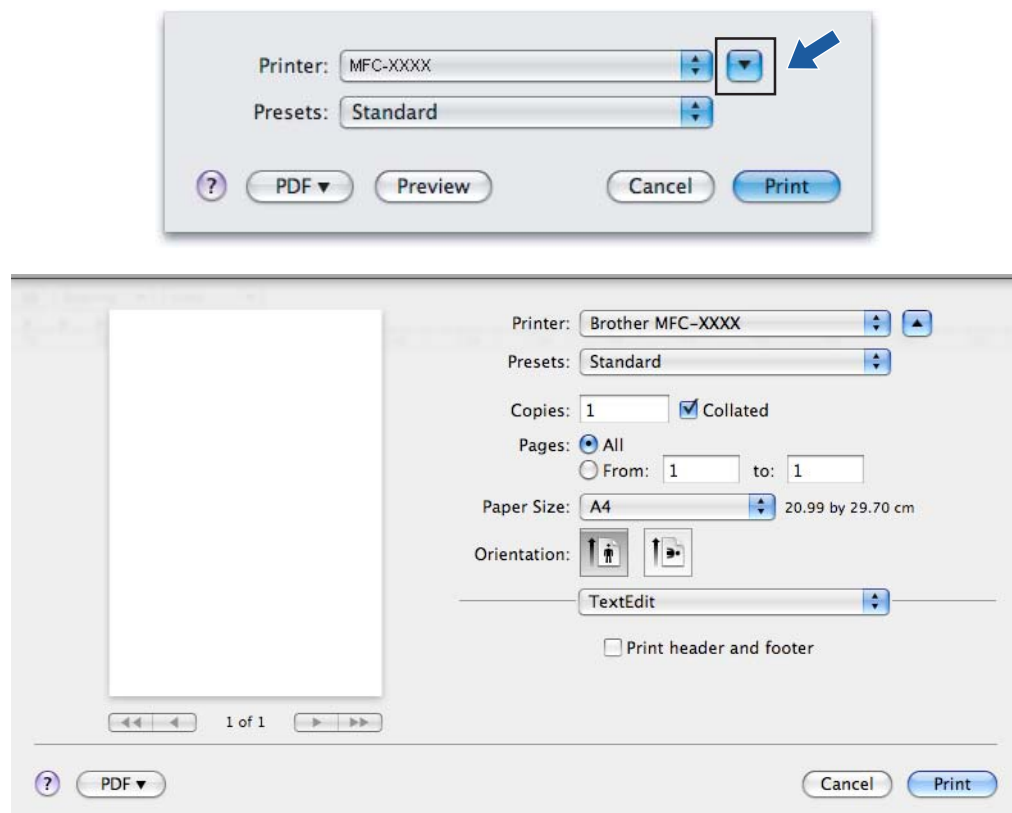 Printer: MFC-XXXX
Presets: Standard
? PDF▼ Preview Cancel Print
Printer: Brother MFC-XXXX
Presets: Standard
Copies: 1 Collated
Pages: All
From: 1 to: 1
Paper Size: A4 20.99 by 29.70 cm
Orientation:
TextEdit
Print header and footer
1 of 1
? PDF▼ Cancel Print